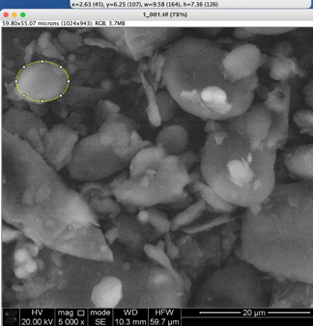 x=2.63 (45), y=6.25 (107), w=9.58 (164), h=7.36 (126)
1_001.tif (75%)
59.80x55.07 microns (1024x943); RGB; 3.7MB
HV mag □ mode WD HFW 20 µm
20.00 kV 5 000 x SE 10.3 mm 59.7 µm